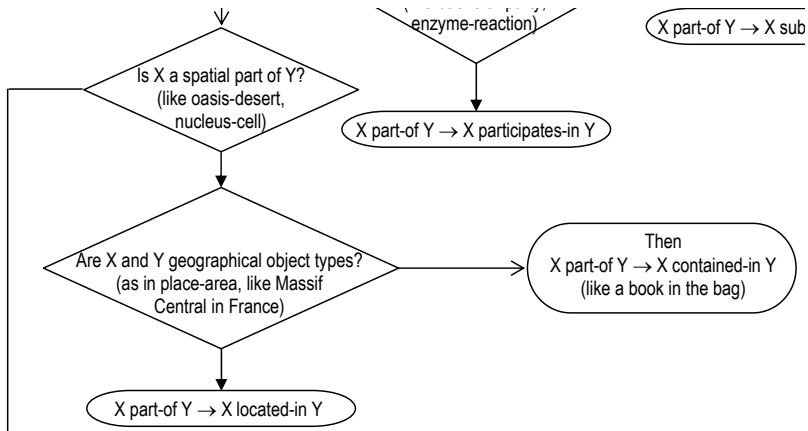 enzyme-reaction)
X part-of Y → X sub
Is X a spatial part of Y?
(like oasis-desert,
nucleus-cell)
X part-of Y → X participates-in Y
Are X and Y geographical object types?
(as in place-area, like Massif
Central in France)
Then
X part-of Y → X contained-in Y
(like a book in the bag)
X part-of Y → X located-in Y